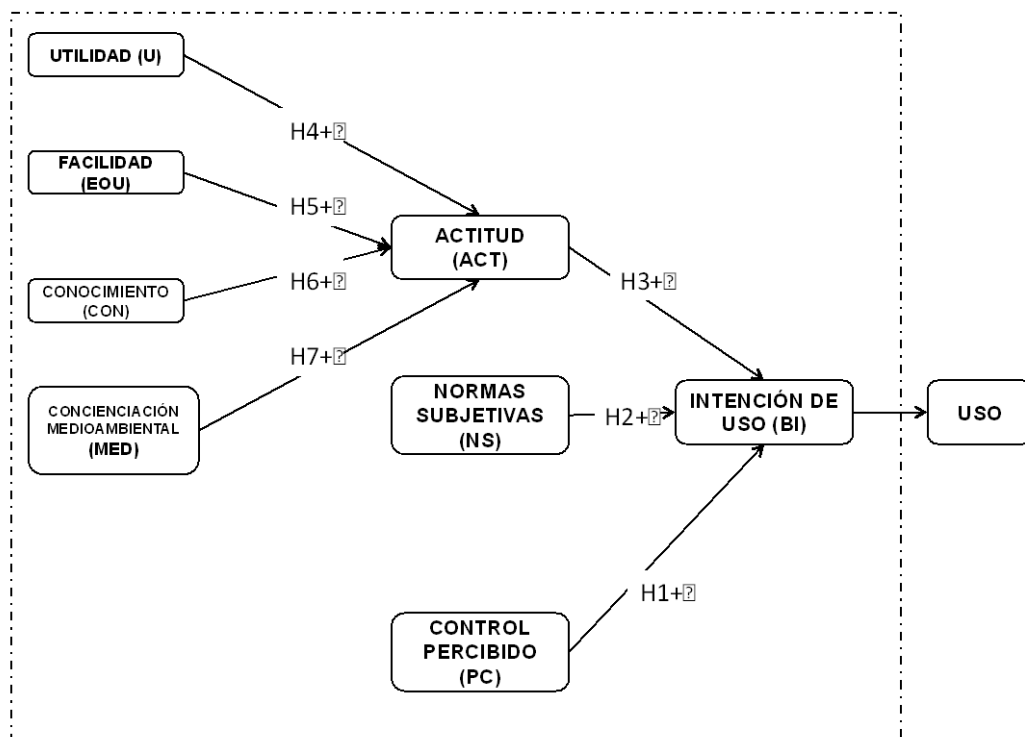 UTILIDAD (U)
H4+⍰
FACILIDAD
(EOU)
H5+⍰
ACTITUD
(ACT)
H6+⍰
CONOCIMIENTO
(CON)
H3+⍰
H7+⍰
CONCIENCIACIÓN
MEDIOAMBIENTAL
(MED)
NORMAS
SUBJETIVAS
(NS)
H2+⍰
INTENCIÓN DE
USO (BI)
USO
H1+⍰
CONTROL
PERCIBIDO
(PC)